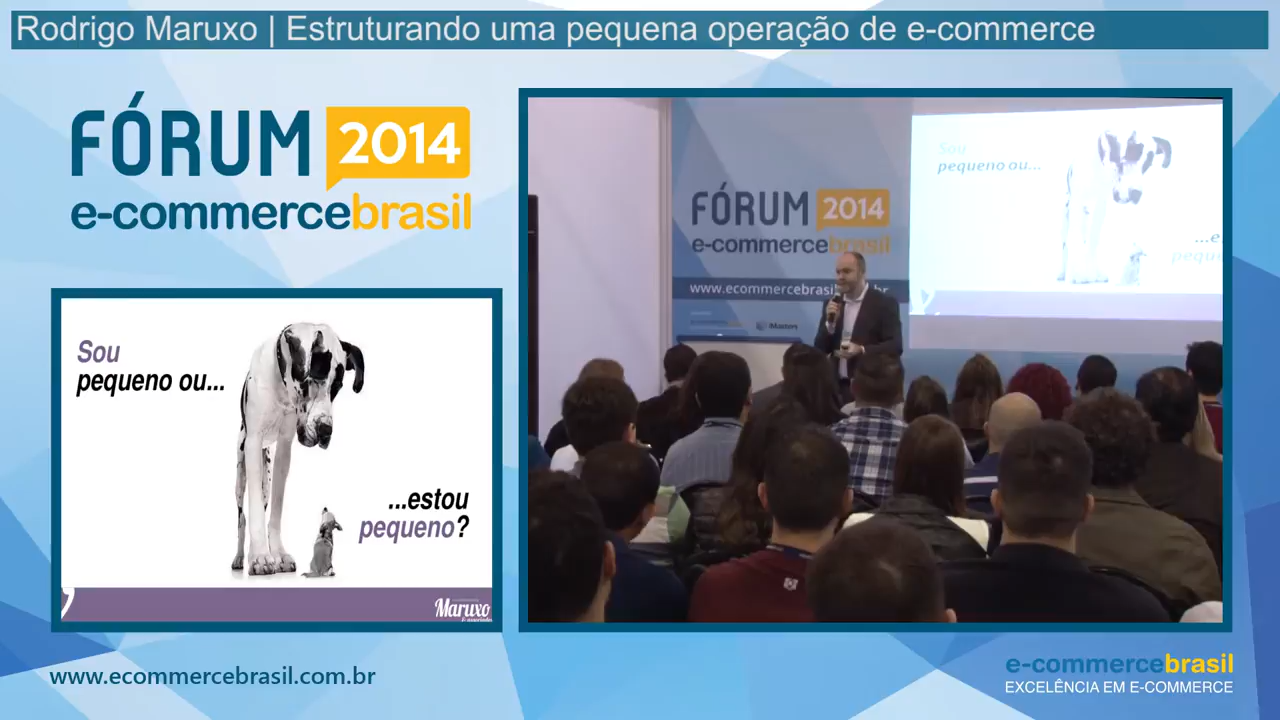 Rodrigo Maruxo | Estruturando uma pequena operação de e-commerce
FÓRUM 2014
e-commercebrasil
Sou
pequeno ou...
...estou
pequeno?
Maruxo
www.ecommercebrasil.com.br
FÓRUM 2014
e-commercebrasil
www.ecommercebrasil.com.br
iMasters
Sou
pequeno ou...
e-commercebrasil
EXCELÊNCIA EM E-COMMERCE